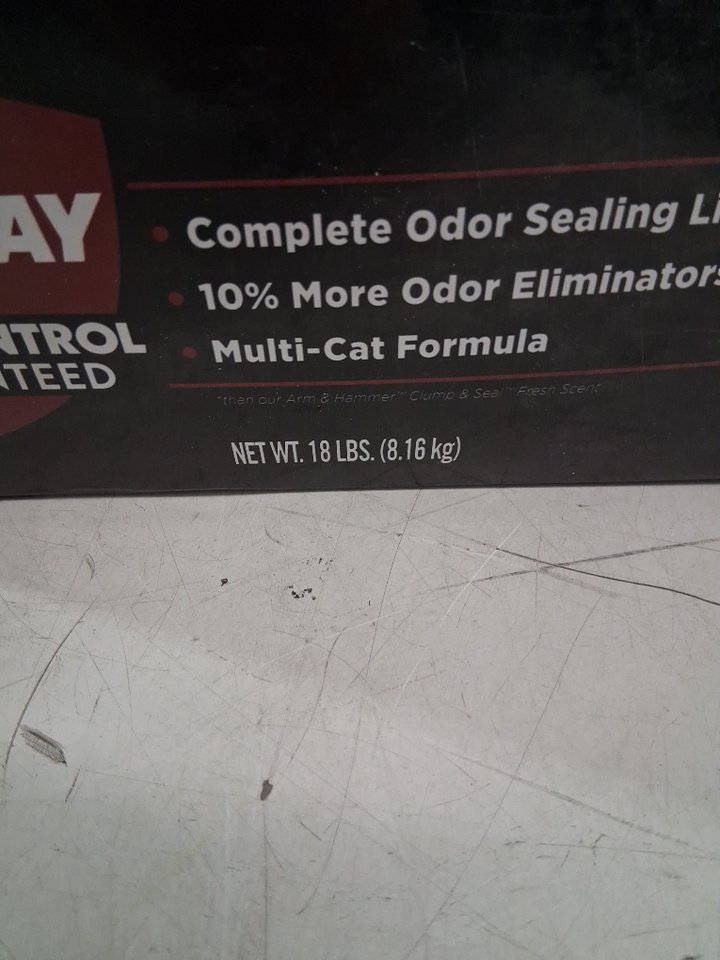 AY
NTROL
NTEED
• Complete Odor Sealing Li
• 10% More Odor Eliminators
• Multi-Cat Formula
*than our Arm & Hammer™ Clump & Seal™ Fresh Scent
NET WT. 18 LBS. (8.16 kg)